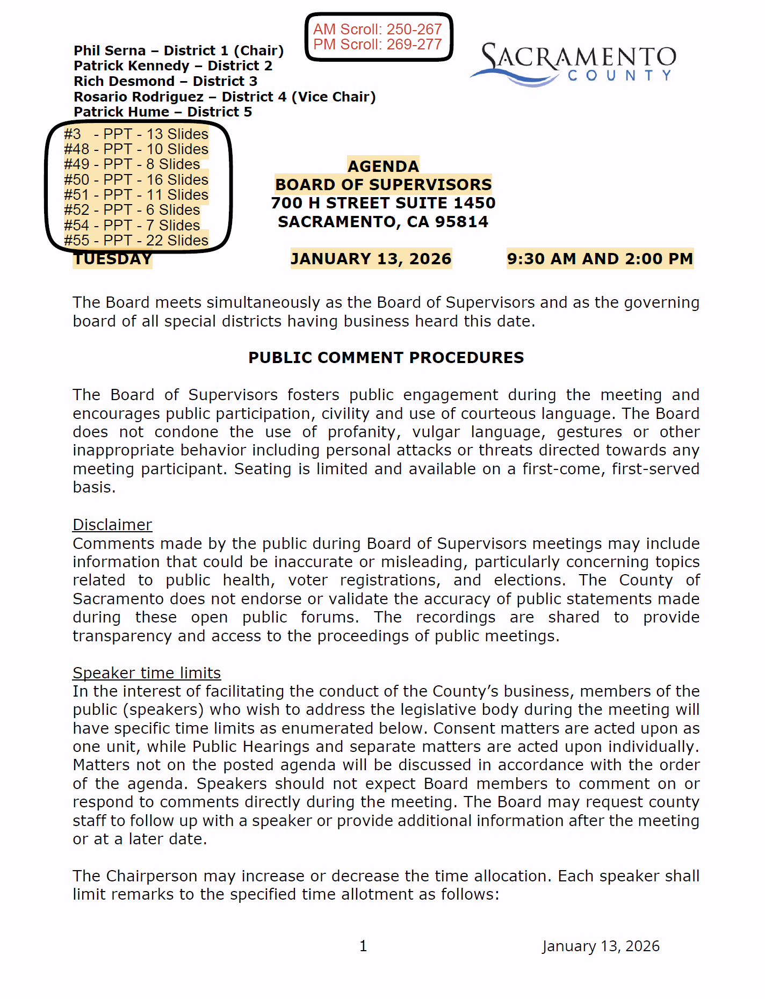 AM Scroll: 250-267
PM Scroll: 269-277
Phil Serna – District 1 (Chair)
Patrick Kennedy – District 2
Rich Desmond – District 3
Rosario Rodriguez – District 4 (Vice Chair)
Patrick Hume – District 5
SACRAMENTO
COUNTY
#3 - PPT - 13 Slides
#48 - PPT - 10 Slides
#49 - PPT - 8 Slides
#50 - PPT - 16 Slides
#51 - PPT - 11 Slides
#52 - PPT - 6 Slides
#54 - PPT - 7 Slides
#55 - PPT - 22 Slides
AGENDA
BOARD OF SUPERVISORS
700 H STREET SUITE 1450
SACRAMENTO, CA 95814
TUESDAY JANUARY 13, 2026 9:30 AM AND 2:00 PM
The Board meets simultaneously as the Board of Supervisors and as the governing
board of all special districts having business heard this date.
PUBLIC COMMENT PROCEDURES
The Board of Supervisors fosters public engagement during the meeting and
encourages public participation, civility and use of courteous language. The Board
does not condone the use of profanity, vulgar language, gestures or other
inappropriate behavior including personal attacks or threats directed towards any
meeting participant. Seating is limited and available on a first-come, first-served
basis.
Disclaimer
Comments made by the public during Board of Supervisors meetings may include
information that could be inaccurate or misleading, particularly concerning topics
related to public health, voter registrations, and elections. The County of
Sacramento does not endorse or validate the accuracy of public statements made
during these open public forums. The recordings are shared to provide
transparency and access to the proceedings of public meetings.
Speaker time limits
In the interest of facilitating the conduct of the County’s business, members of the
public (speakers) who wish to address the legislative body during the meeting will
have specific time limits as enumerated below. Consent matters are acted upon as
one unit, while Public Hearings and separate matters are acted upon individually.
Matters not on the posted agenda will be discussed in accordance with the order
of the agenda. Speakers should not expect Board members to comment on or
respond to comments directly during the meeting. The Board may request county
staff to follow up with a speaker or provide additional information after the meeting
or at a later date.
The Chairperson may increase or decrease the time allocation. Each speaker shall
limit remarks to the specified time allotment as follows:
1 January 13, 2026